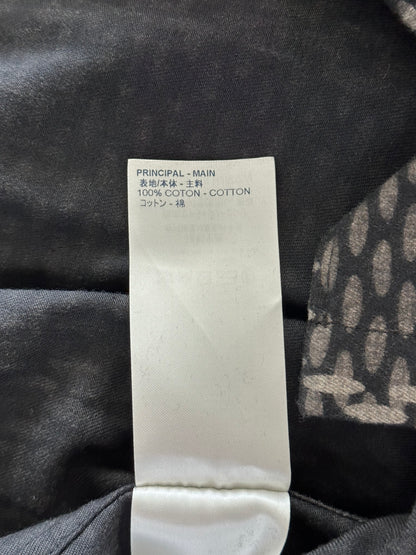 PRINCIPAL - MAIN
表地/本体 - 主料
100% COTON - COTTON
コットン - 棉